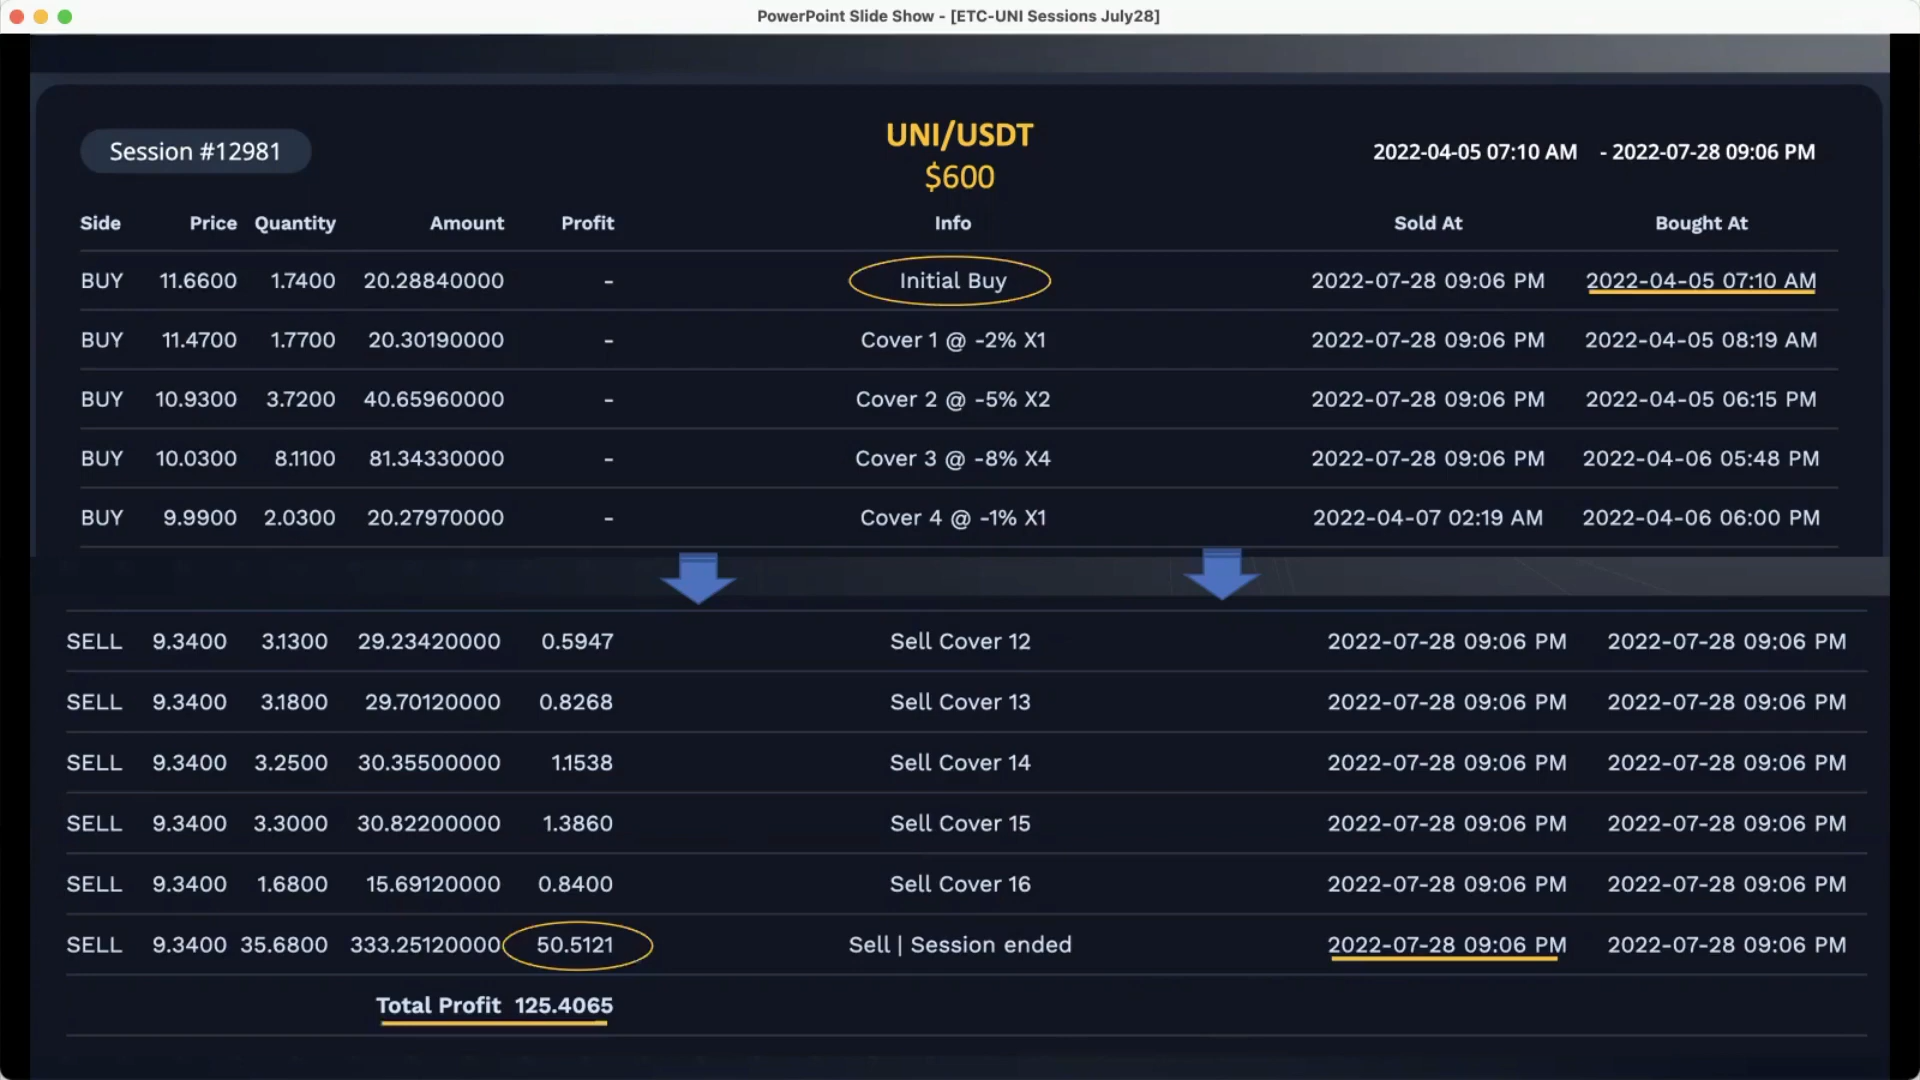 PowerPoint Slide Show - [ETC-UNI Sessions July28]
Session #12981
UNI/USDT
$600
2022-04-05 07:10 AM - 2022-07-28 09:06 PM
Side Price Quantity Amount Profit Info Sold At Bought At
BUY 11.6600 1.7400 20.28840000 - Initial Buy 2022-07-28 09:06 PM 2022-04-05 07:10 AM
BUY 11.4700 1.7700 20.30190000 - Cover 1 @ -2% X1 2022-07-28 09:06 PM 2022-04-05 08:19 AM
BUY 10.9300 3.7200 40.65960000 - Cover 2 @ -5% X2 2022-07-28 09:06 PM 2022-04-05 06:15 PM
BUY 10.0300 8.1100 81.34330000 - Cover 3 @ -8% X4 2022-07-28 09:06 PM 2022-04-06 05:48 PM
BUY 9.9900 2.0300 20.27970000 - Cover 4 @ -1% X1 2022-04-07 02:19 AM 2022-04-06 06:00 PM
SELL 9.3400 3.1300 29.23420000 0.5947 Sell Cover 12 2022-07-28 09:06 PM 2022-07-28 09:06 PM
SELL 9.3400 3.1800 29.70120000 0.8268 Sell Cover 13 2022-07-28 09:06 PM 2022-07-28 09:06 PM
SELL 9.3400 3.2500 30.35500000 1.1538 Sell Cover 14 2022-07-28 09:06 PM 2022-07-28 09:06 PM
SELL 9.3400 3.3000 30.82200000 1.3860 Sell Cover 15 2022-07-28 09:06 PM 2022-07-28 09:06 PM
SELL 9.3400 1.6800 15.69120000 0.8400 Sell Cover 16 2022-07-28 09:06 PM 2022-07-28 09:06 PM
SELL 9.3400 35.6800 333.25120000 50.5121 Sell | Session ended 2022-07-28 09:06 PM 2022-07-28 09:06 PM
Total Profit 125.4065